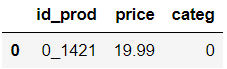 id_prod price categ
0 0_1421 19.99 0